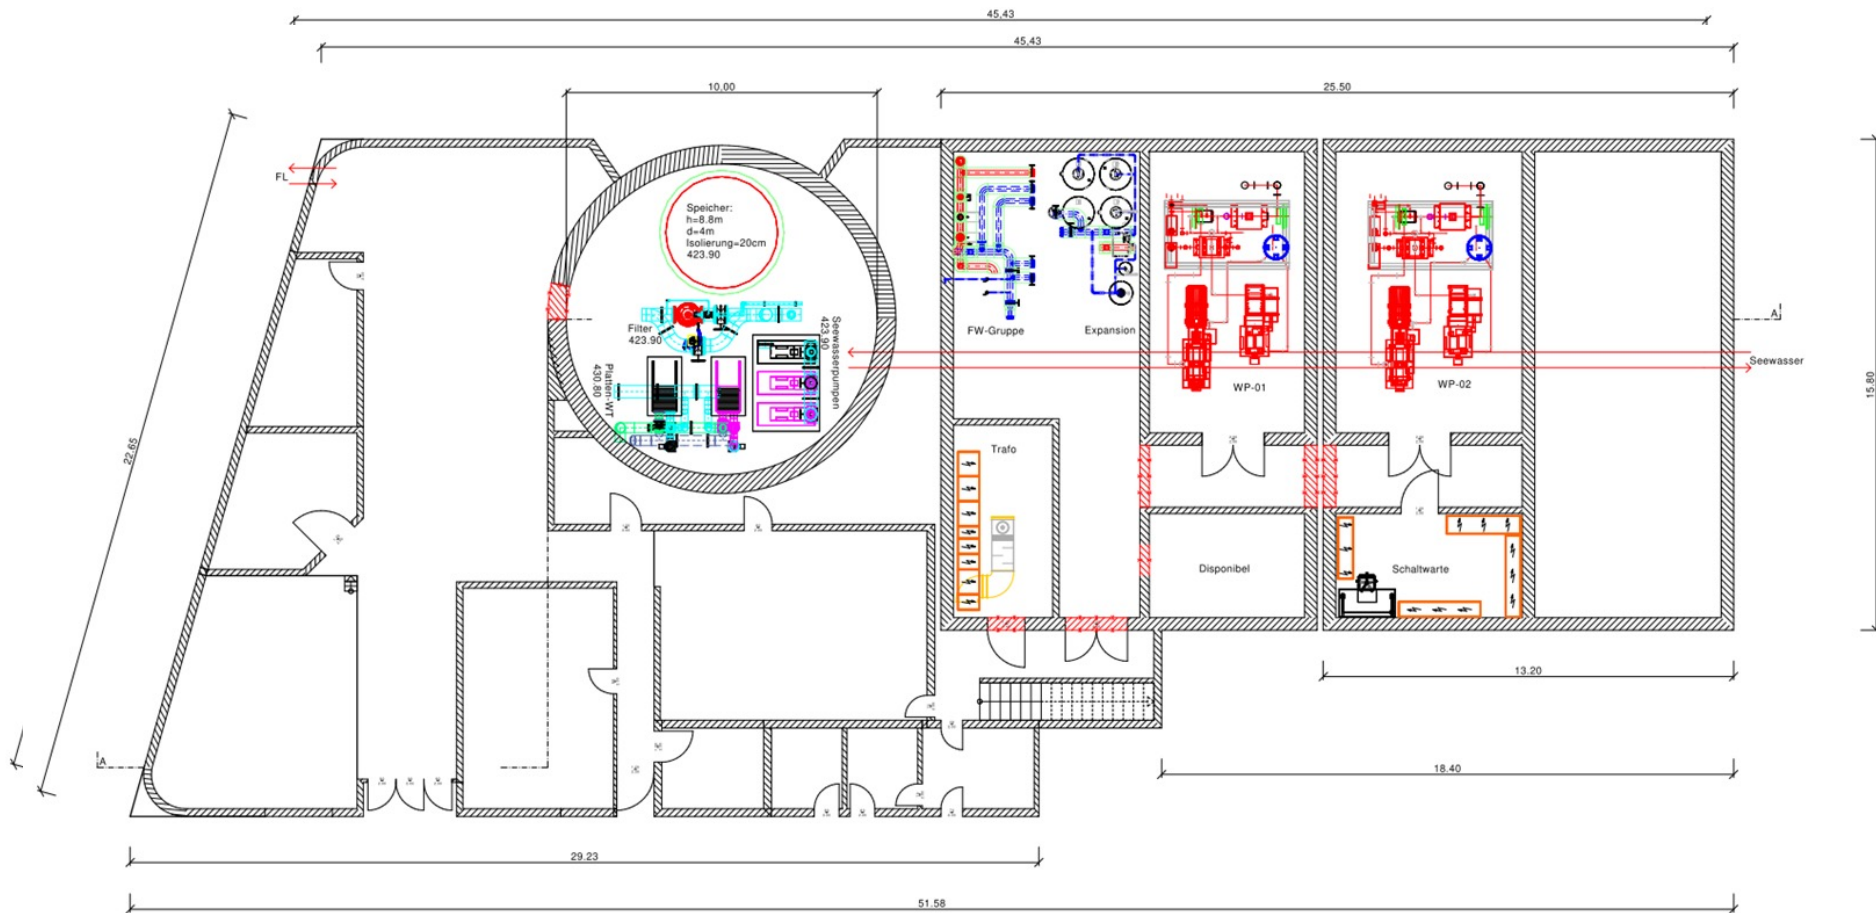 45,43
45,43
10,00
25.50
FL
Speicher:
h=8.8m
d=4m
Isolierung=20cm
423.90
Filter
423.90
Seewasserpumpen
423.90
Platten-WT
430.80
FW-Gruppe
Expansion
A
Seewasser
WP-01
WP-02
15.80
22.65
Trafo
Disponibel
Schaltwarte
13.20
A
18.40
29.23
51.58